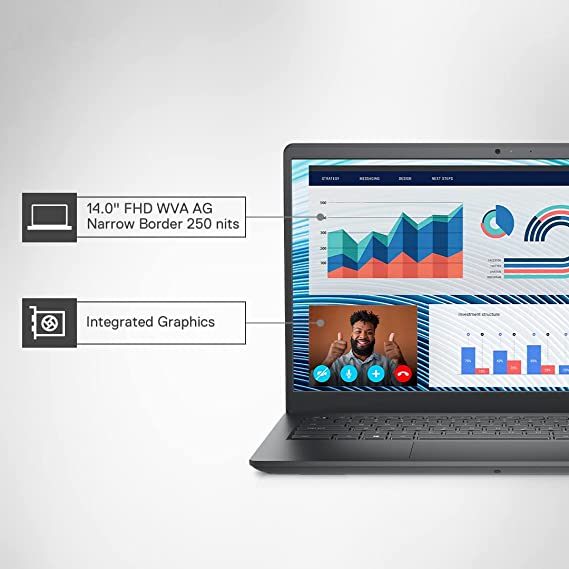 14.0" FHD WVA AG
Narrow Border 250 nits
Integrated Graphics
STRATEGY MESSAGING DESIGN NEXT STEPS
500
400
300
200
100
Investment structure